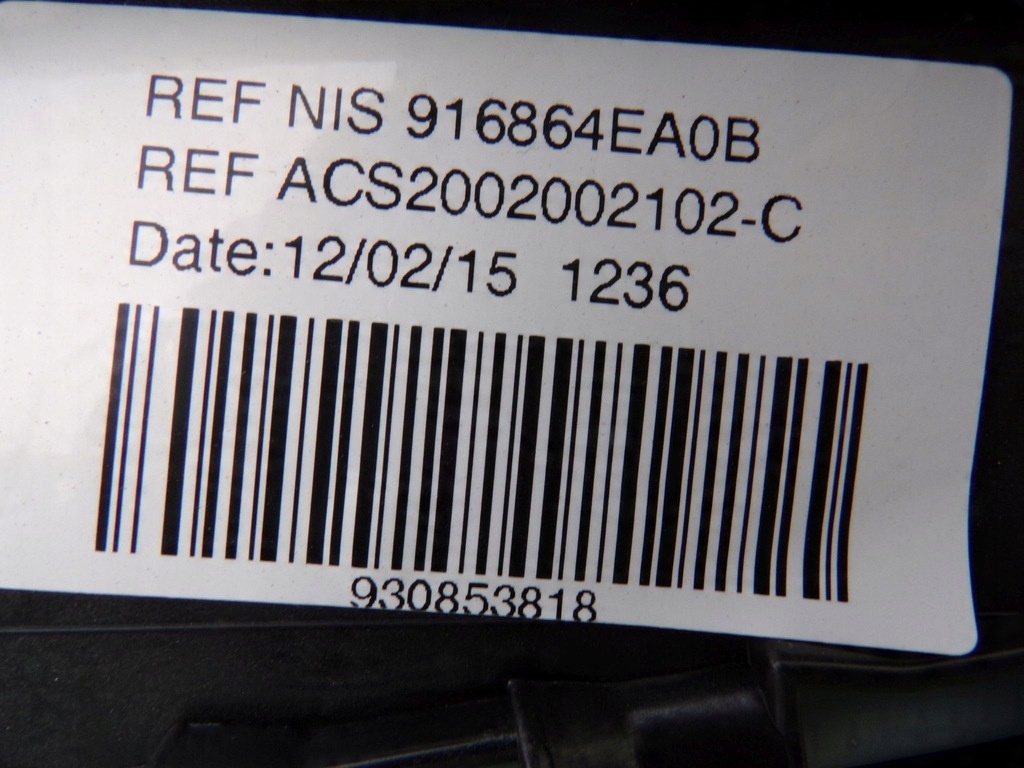 REF NIS 916864EA0B
REF ACS2002002102-C
Date:12/02/15 1236
930853818